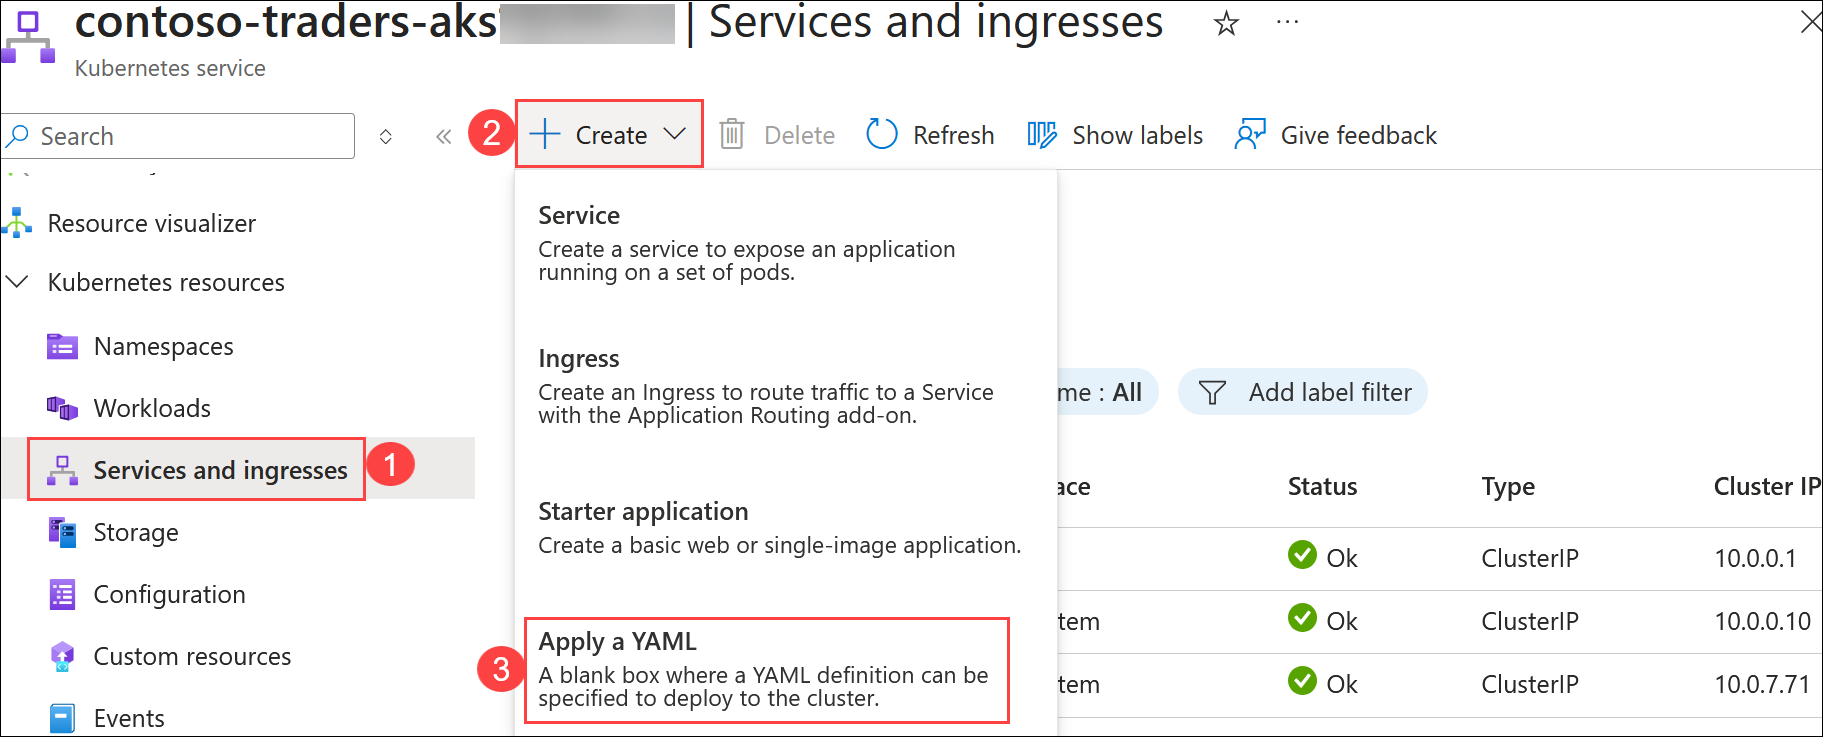 contoso-traders-aks | Services and ingresses
Kubernetes service
Search
2
Create
Delete
Refresh
Show labels
Give feedback
Resource visualizer
Kubernetes resources
Namespaces
Workloads
Services and ingresses
1
Storage
Configuration
Custom resources
Events
Service
Create a service to expose an application
running on a set of pods.
Ingress
Create an Ingress to route traffic to a Service
with the Application Routing add-on.
Starter application
Create a basic web or single-image application.
3
Apply a YAML
A blank box where a YAML definition can be
specified to deploy to the cluster.
me : All
Add label filter
ace Status Type Cluster IP
Ok ClusterIP 10.0.0.1
tem Ok ClusterIP 10.0.0.10
tem Ok ClusterIP 10.0.7.71